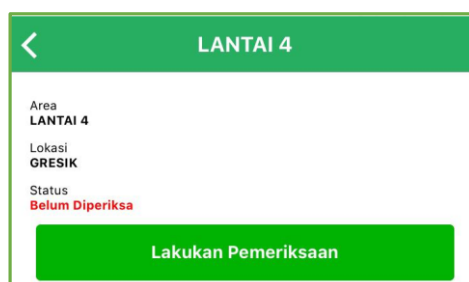 LANTAI 4
Area
LANTAI 4
Lokasi
GRESIK
Status
Belum Diperiksa
Lakukan Pemeriksaan